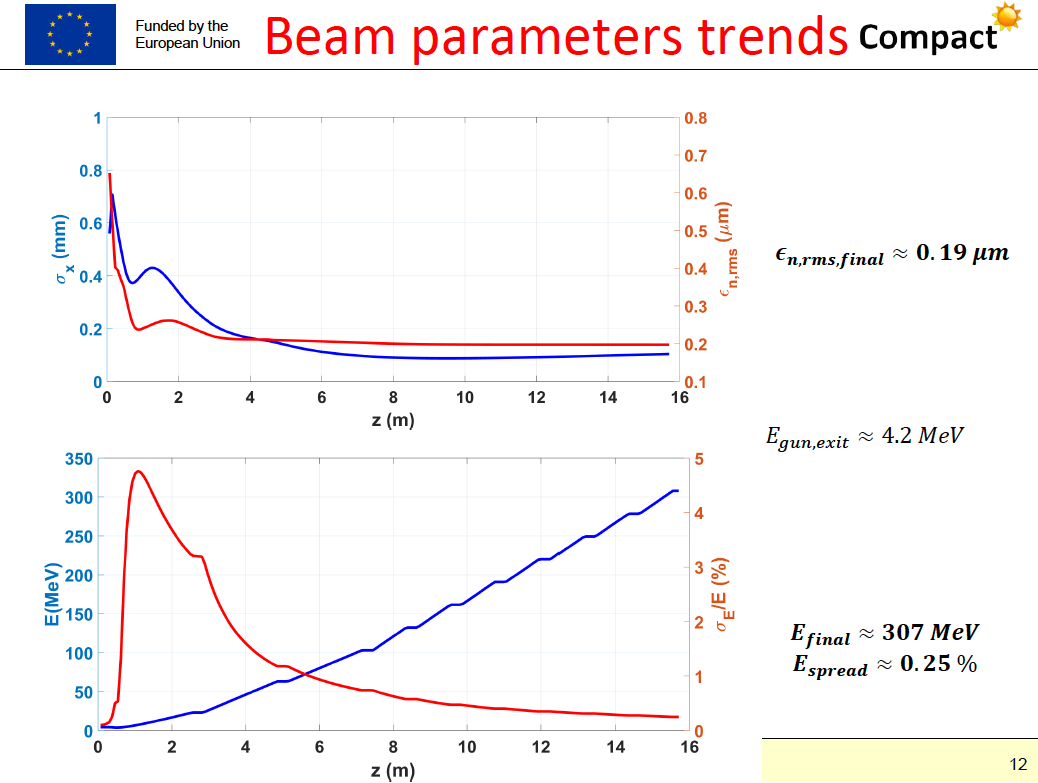 Funded by the
European Union
Beam parameters trends
Compact
1
0.8
0.6
0.4
0.2
0
σx (mm)
0.8
0.7
0.6
0.5
0.4
0.3
0.2
0.1
ϵn,rms (μm)
0 2 4 6 8 10 12 14 16
z (m)
ϵn,rms,final ≈ 0.19 μm
Egun,exit ≈ 4.2 MeV
350
300
250
200
150
100
50
0
E(MeV)
5
4
3
2
1
0
σE/E (%)
0 2 4 6 8 10 12 14 16
z (m)
Efinal ≈ 307 MeV
Espread ≈ 0.25 %
12